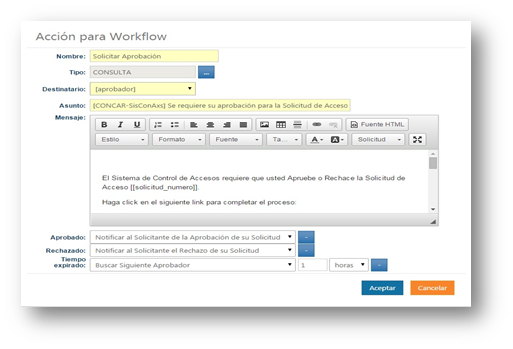 Acción para Workflow
Nombre: Solicitar Aprobación
Tipo: CONSULTA ...
Destinatario: [aprobador]
Asunto: [CONCAR-SisConAxs] Se requiere su aprobación para la Solicitud de Acceso
Mensaje:
B I U Fuente HTML
Estilo Formato Fuente Ta... A A Solicitud
El Sistema de Control de Accesos requiere que usted Apruebe o Rechace la Solicitud de
Acceso [[solicitud_numero]].
Haga click en el siguiente link para completar el proceso:
Aprobado: Notificar al Solicitante de la Aprobación de su Solicitud -
Rechazado: Notificar al Solicitante el Rechazo de su Solicitud -
Tiempo
expirado: Buscar Siguiente Aprobador 1 horas -
Aceptar Cancelar